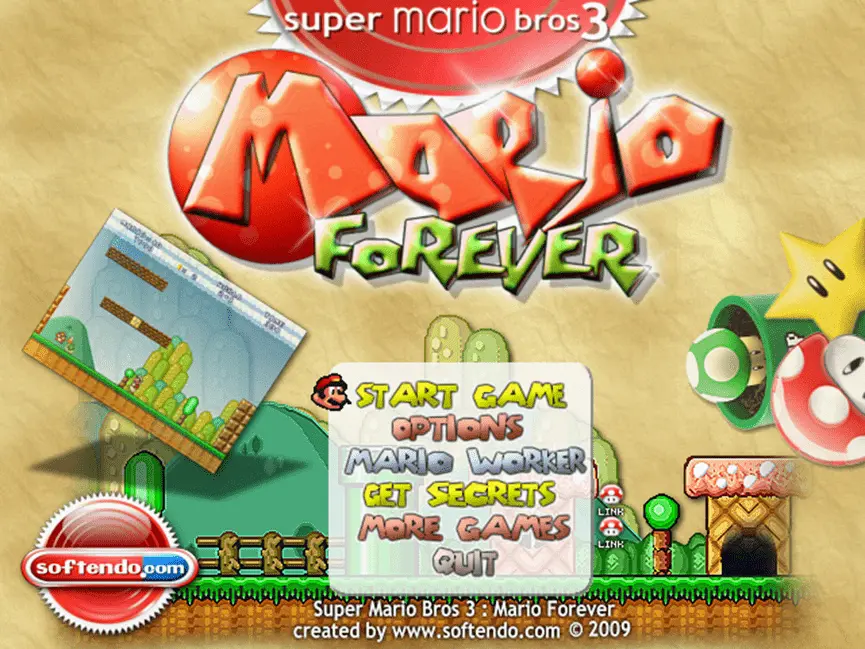 super mario bros 3
Mario
FOREVER
START GAME
OPTIONS
MARIO WORKER
GET SECRETS
MORE GAMES
QUIT
LINK
LINK
softendo.com
Super Mario Bros 3 : Mario Forever
created by www.softendo.com © 2009